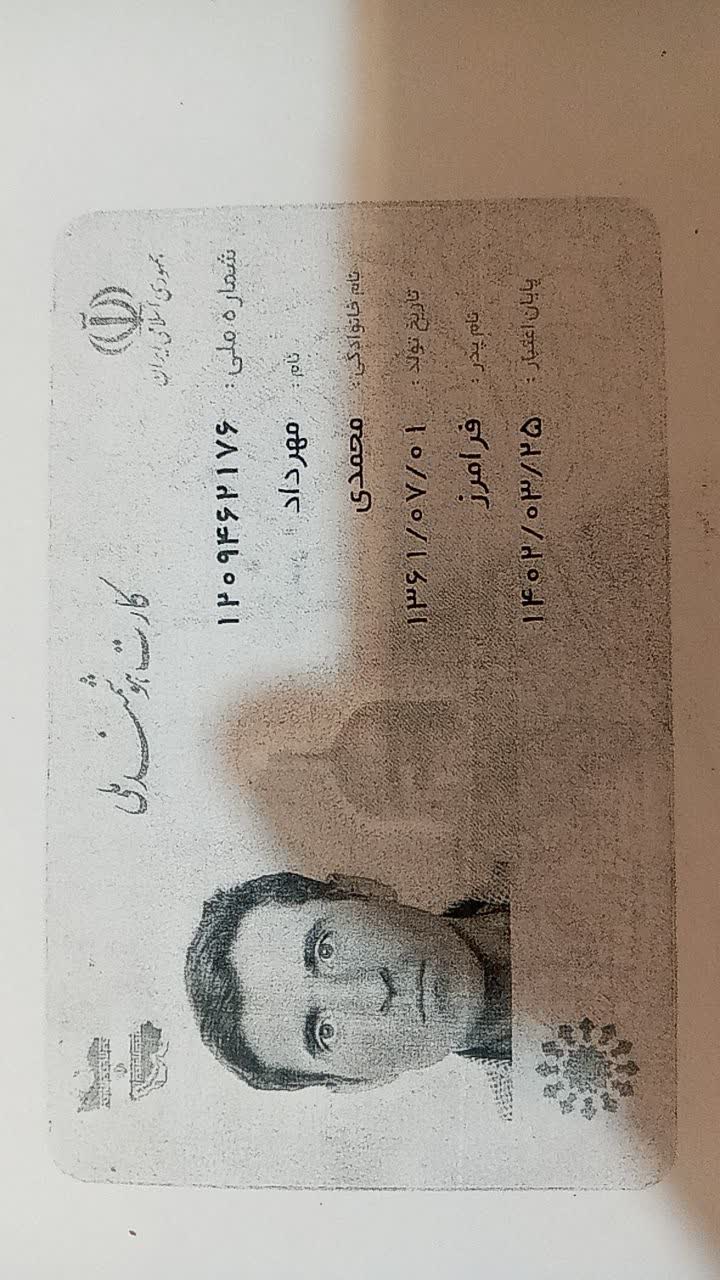 جمهوری اسلامی ایران
کارت هوشمند ملی
شماره ملی : ۱۲۰۹۴۶۲۱۷۶
نام : مهرداد
نام خانوادگی : محمدی
تاریخ تولد : ۱۳۶۱/۰۷/۰۱
نام پدر : فرامرز
پایان اعتبار : ۱۴۰۲/۰۳/۲۵